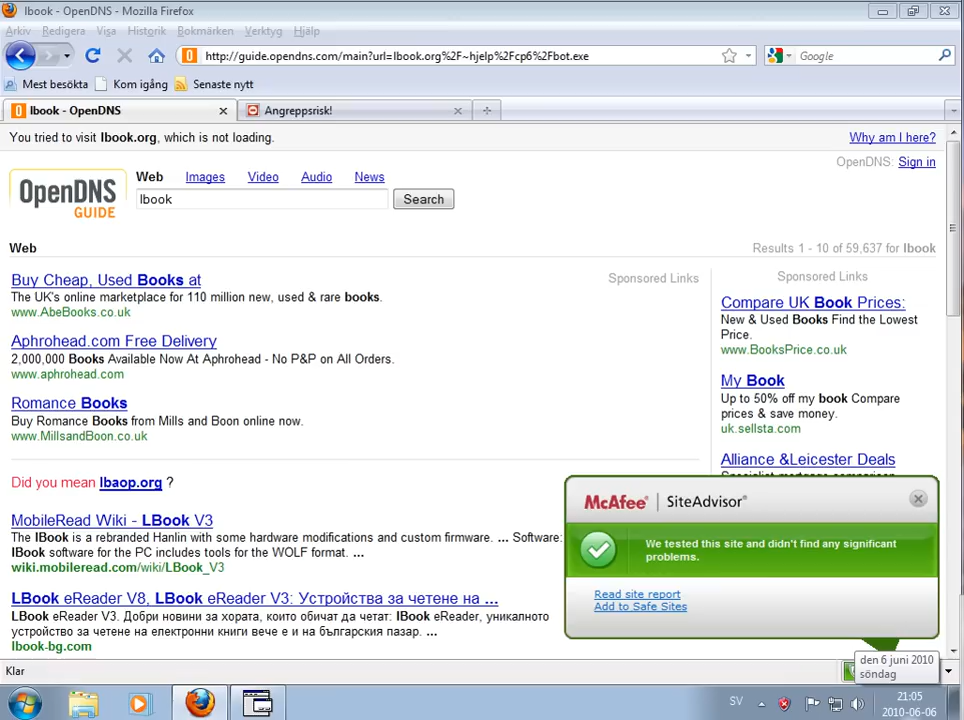 lbook - OpenDNS - Mozilla Firefox
Arkiv Redigera Visa Historik Bokmärken Verktyg Hjälp
http://guide.opendns.com/main?url=lbook.org%2F~hjelp%2Fcp6%2Fbot.exe
Google
Mest besökta Kom igång Senaste nytt
lbook - OpenDNS
Angreppsrisk!
You tried to visit lbook.org, which is not loading.
Why am I here?
OpenDNS: Sign in
OpenDNS
GUIDE
Web Images Video Audio News
lbook
Search
Web
Results 1 - 10 of 59,637 for lbook
Buy Cheap, Used Books at
The UK's online marketplace for 110 million new, used & rare books.
www.AbeBooks.co.uk
Sponsored Links
Aphrohead.com Free Delivery
2,000,000 Books Available Now At Aphrohead - No P&P on All Orders.
www.aphrohead.com
Romance Books
Buy Romance Books from Mills and Boon online now.
www.MillsandBoon.co.uk
Did you mean lbaop.org ?
MobileRead Wiki - LBook V3
The lBook is a rebranded Hanlin with some hardware modifications and custom firmware. ... Software:
lBook software for the PC includes tools for the WOLF format. ...
wiki.mobileread.com/wiki/LBook_V3
LBook eReader V8, LBook eReader V3: Устройства за четене на ...
LBook eReader V3. Добри новини за хората, които обичат да четат: lBook eReader, уникалното
устройство за четене на електронни книги вече е и на българския пазар. ...
lbook-bg.com
Sponsored Links
Compare UK Book Prices:
New & Used Books Find the Lowest
Price.
www.BooksPrice.co.uk
My Book
Up to 50% off my book Compare
prices & save money.
uk.sellsta.com
Alliance &Leicester Deals
McAfee | SiteAdvisor®
We tested this site and didn't find any significant
problems.
Read site report
Add to Safe Sites
Klar
den 6 juni 2010
söndag
SV
21:05
2010-06-06